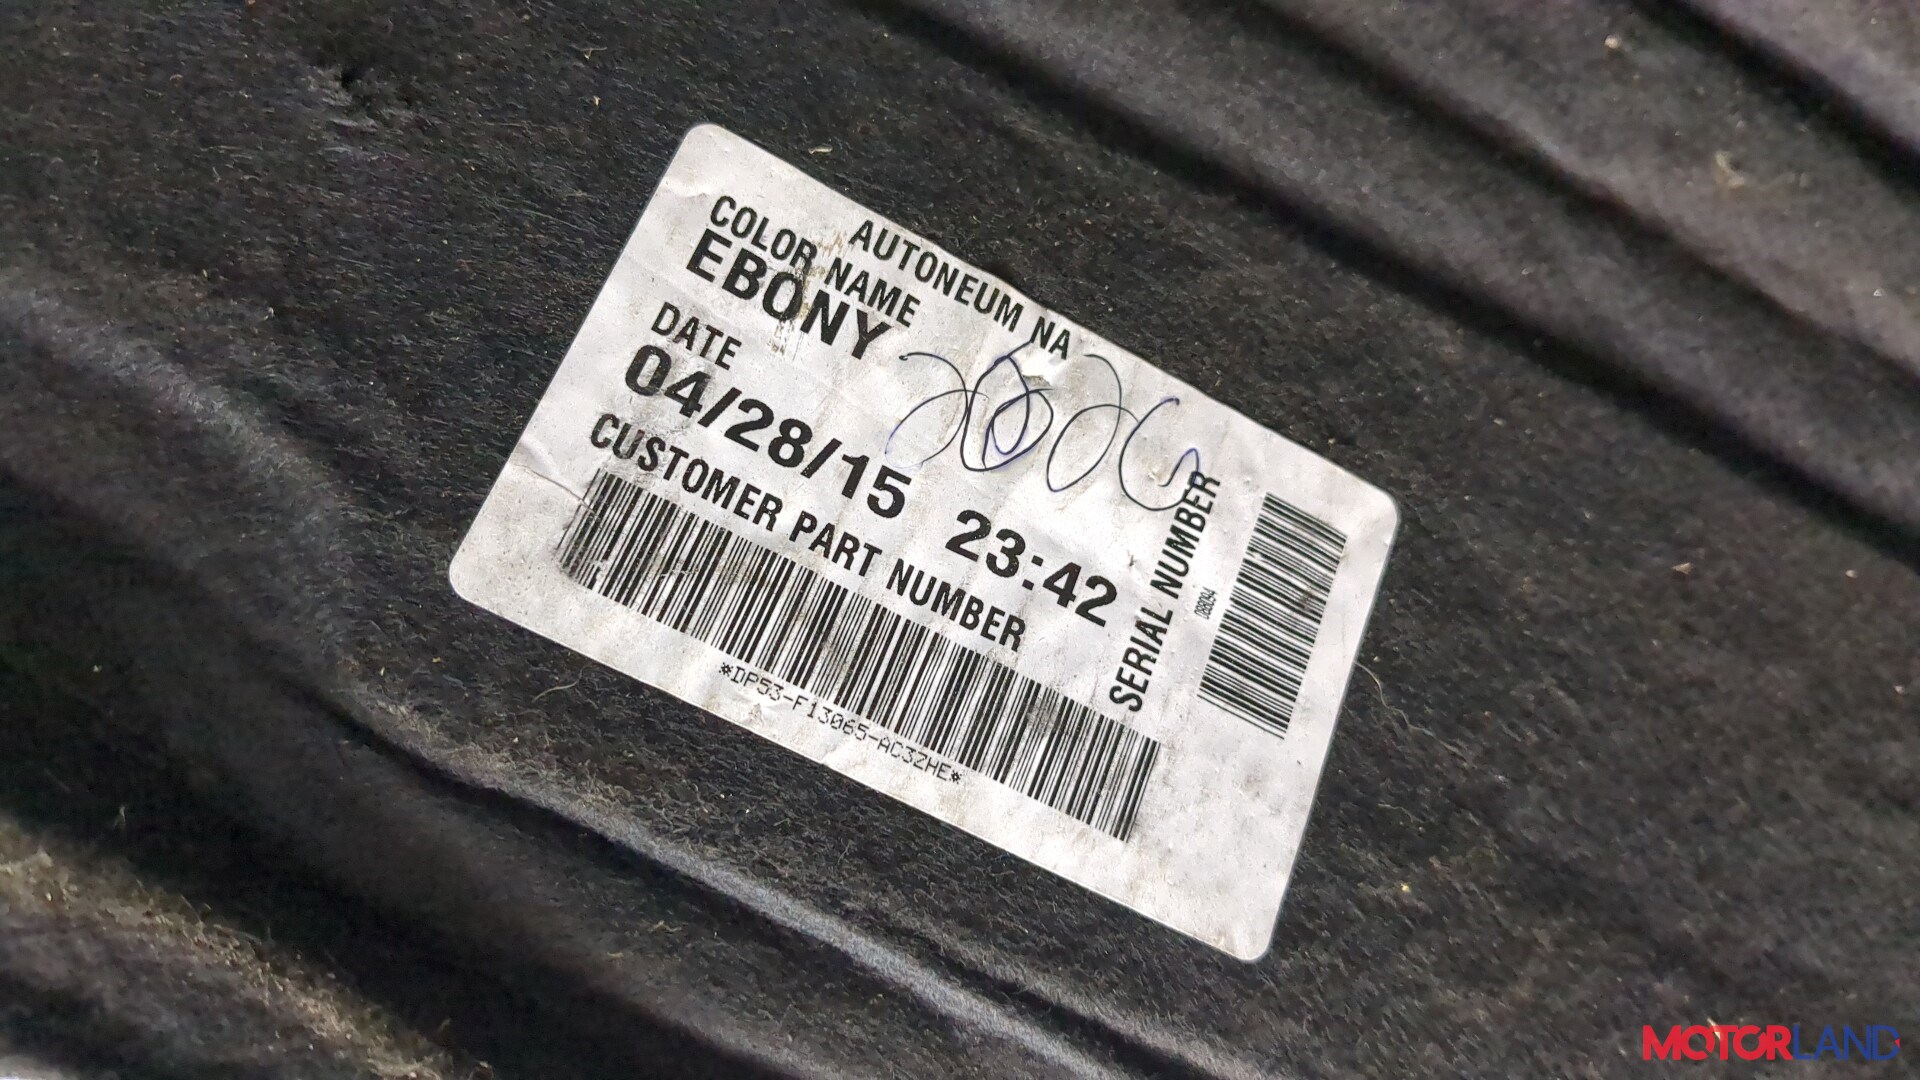 AUTONEUM NA
COLOR NAME
EBONY
DATE
04/28/15 23:42
CUSTOMER PART NUMBER
*DP53-F13065-AC3ZHE*
SERIAL NUMBER
MOTORLAND